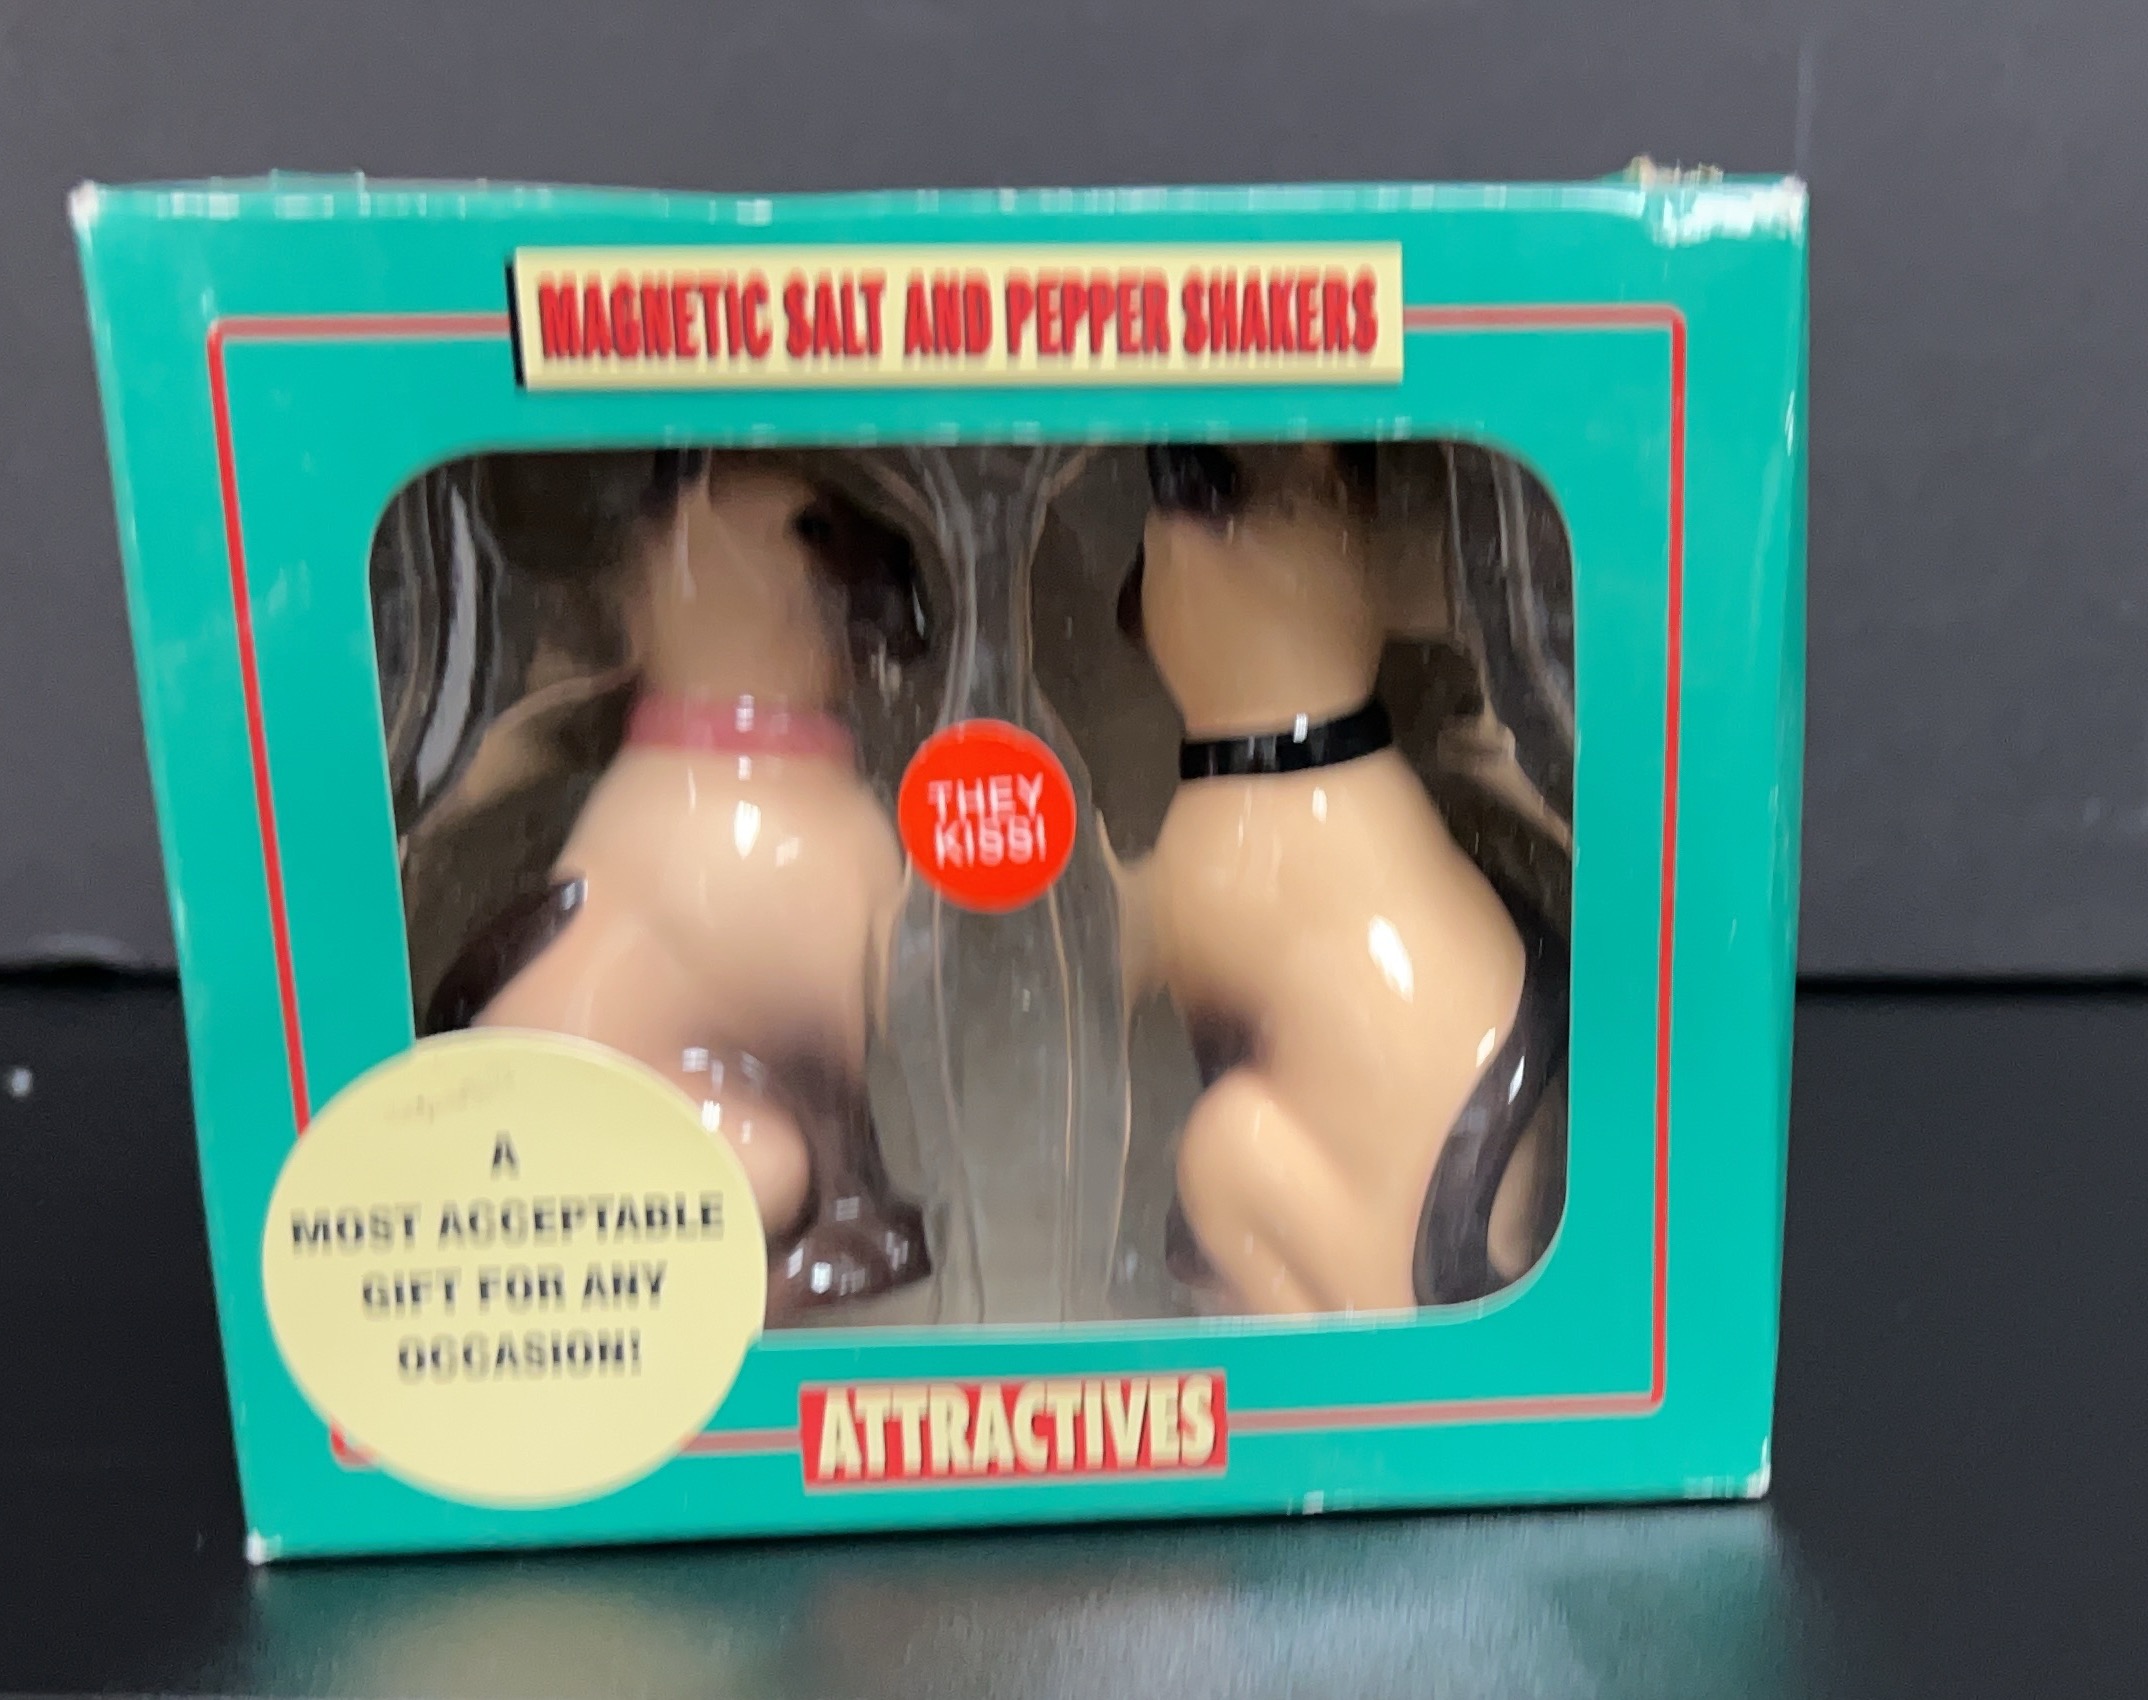 MAGNETIC SALT AND PEPPER SHAKERS
THEY
KISS!
A
MOST ACCEPTABLE
GIFT FOR ANY
OCCASION!
ATTRACTIVES